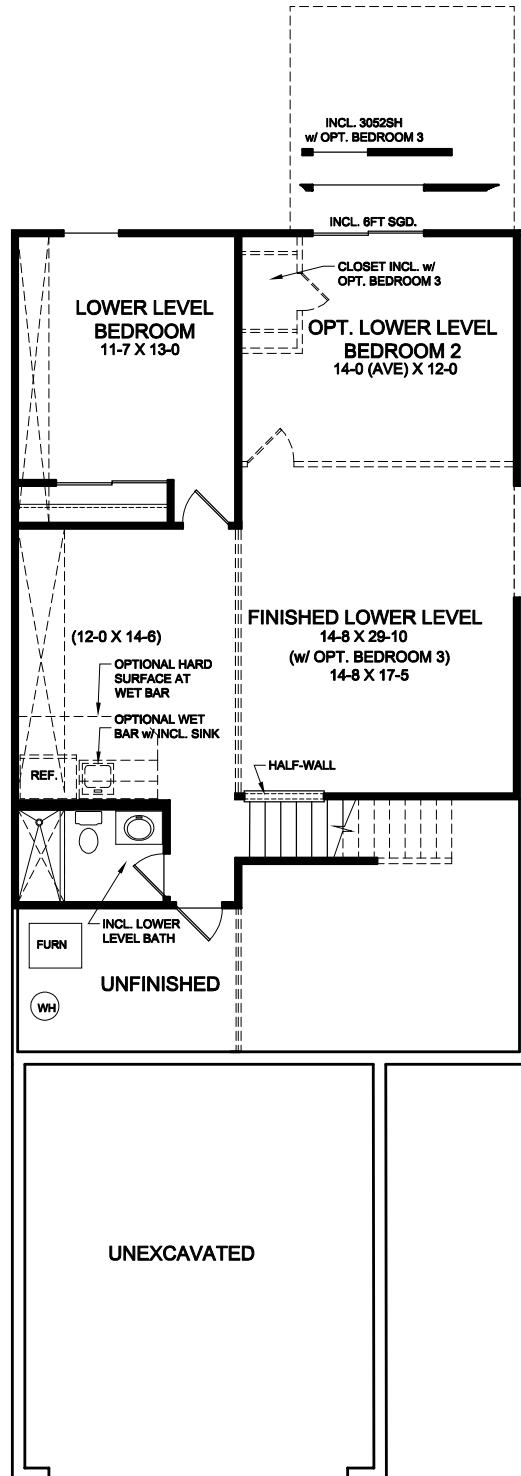 INCL. 3052SH
w/ OPT. BEDROOM 3
INCL. 6FT SGD.
CLOSET INCL. w/
OPT. BEDROOM 3
LOWER LEVEL
BEDROOM
11-7 X 13-0
OPT. LOWER LEVEL
BEDROOM 2
14-0 (AVE) X 12-0
FINISHED LOWER LEVEL
14-8 X 29-10
(w/ OPT. BEDROOM 3)
14-8 X 17-5
(12-0 X 14-6)
OPTIONAL HARD
SURFACE AT
WET BAR
OPTIONAL WET
BAR w/ INCL. SINK
REF.
HALF-WALL
INCL. LOWER
LEVEL BATH
FURN
UNFINISHED
WH
UNEXCAVATED